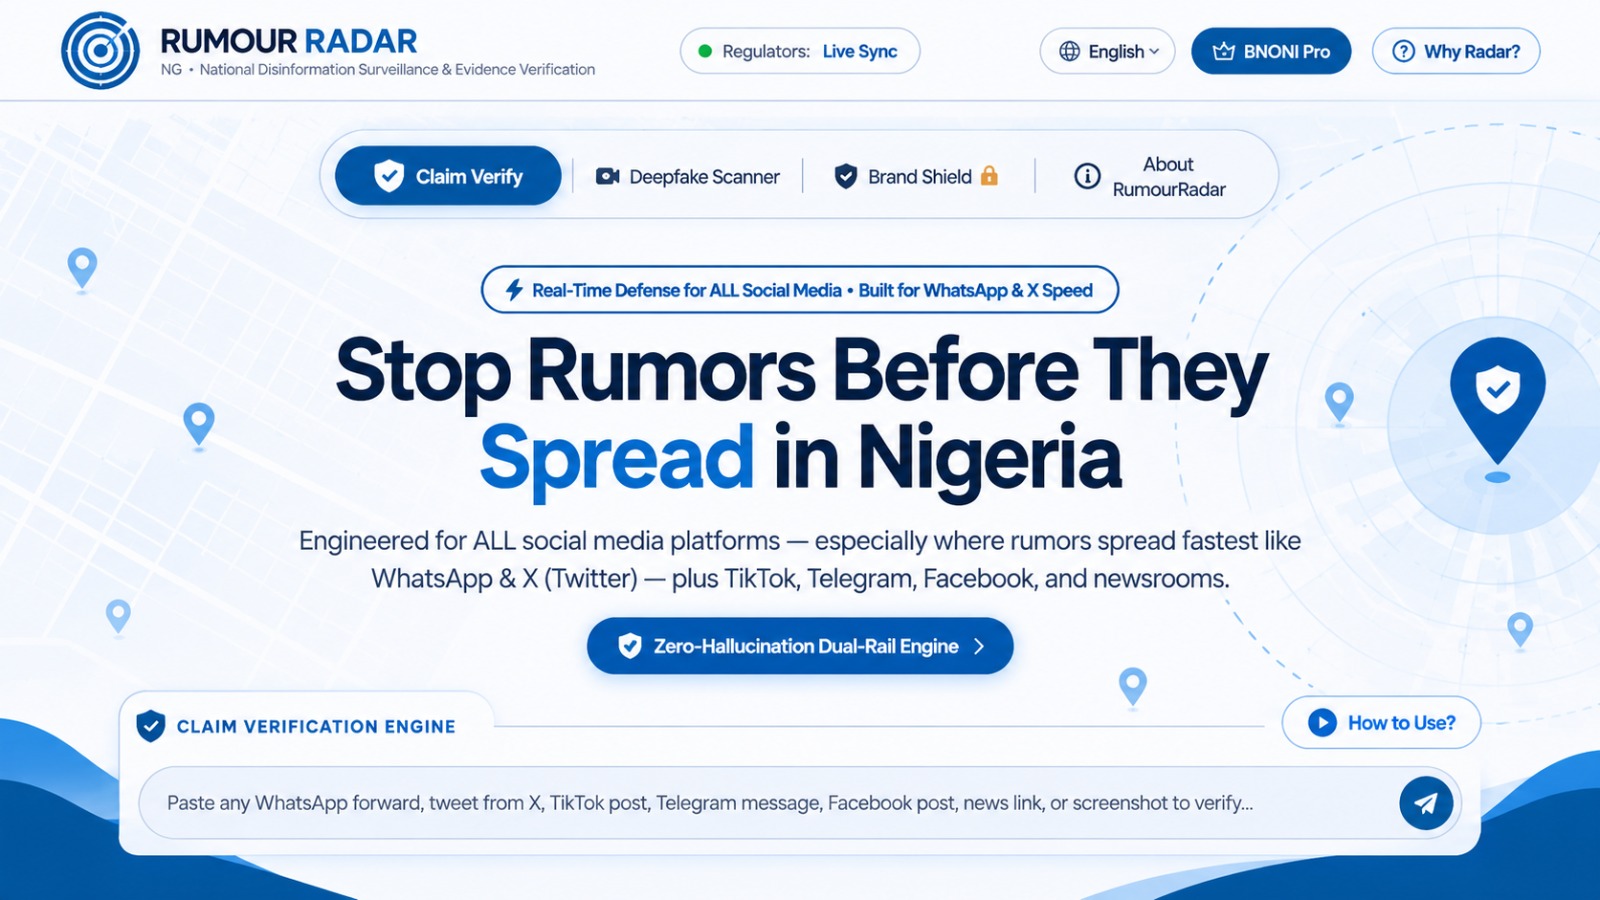 RUMOUR RADAR
NG • National Disinformation Surveillance & Evidence Verification
Regulators: Live Sync
English
BNONI Pro
Why Radar?
Claim Verify
Deepfake Scanner
Brand Shield
About
RumourRadar
Real-Time Defense for ALL Social Media • Built for WhatsApp & X Speed
Stop Rumors Before They
Spread in Nigeria
Engineered for ALL social media platforms — especially where rumors spread fastest like
WhatsApp & X (Twitter) — plus TikTok, Telegram, Facebook, and newsrooms.
Zero-Hallucination Dual-Rail Engine
CLAIM VERIFICATION ENGINE
How to Use?
Paste any WhatsApp forward, tweet from X, TikTok post, Telegram message, Facebook post, news link, or screenshot to verify...